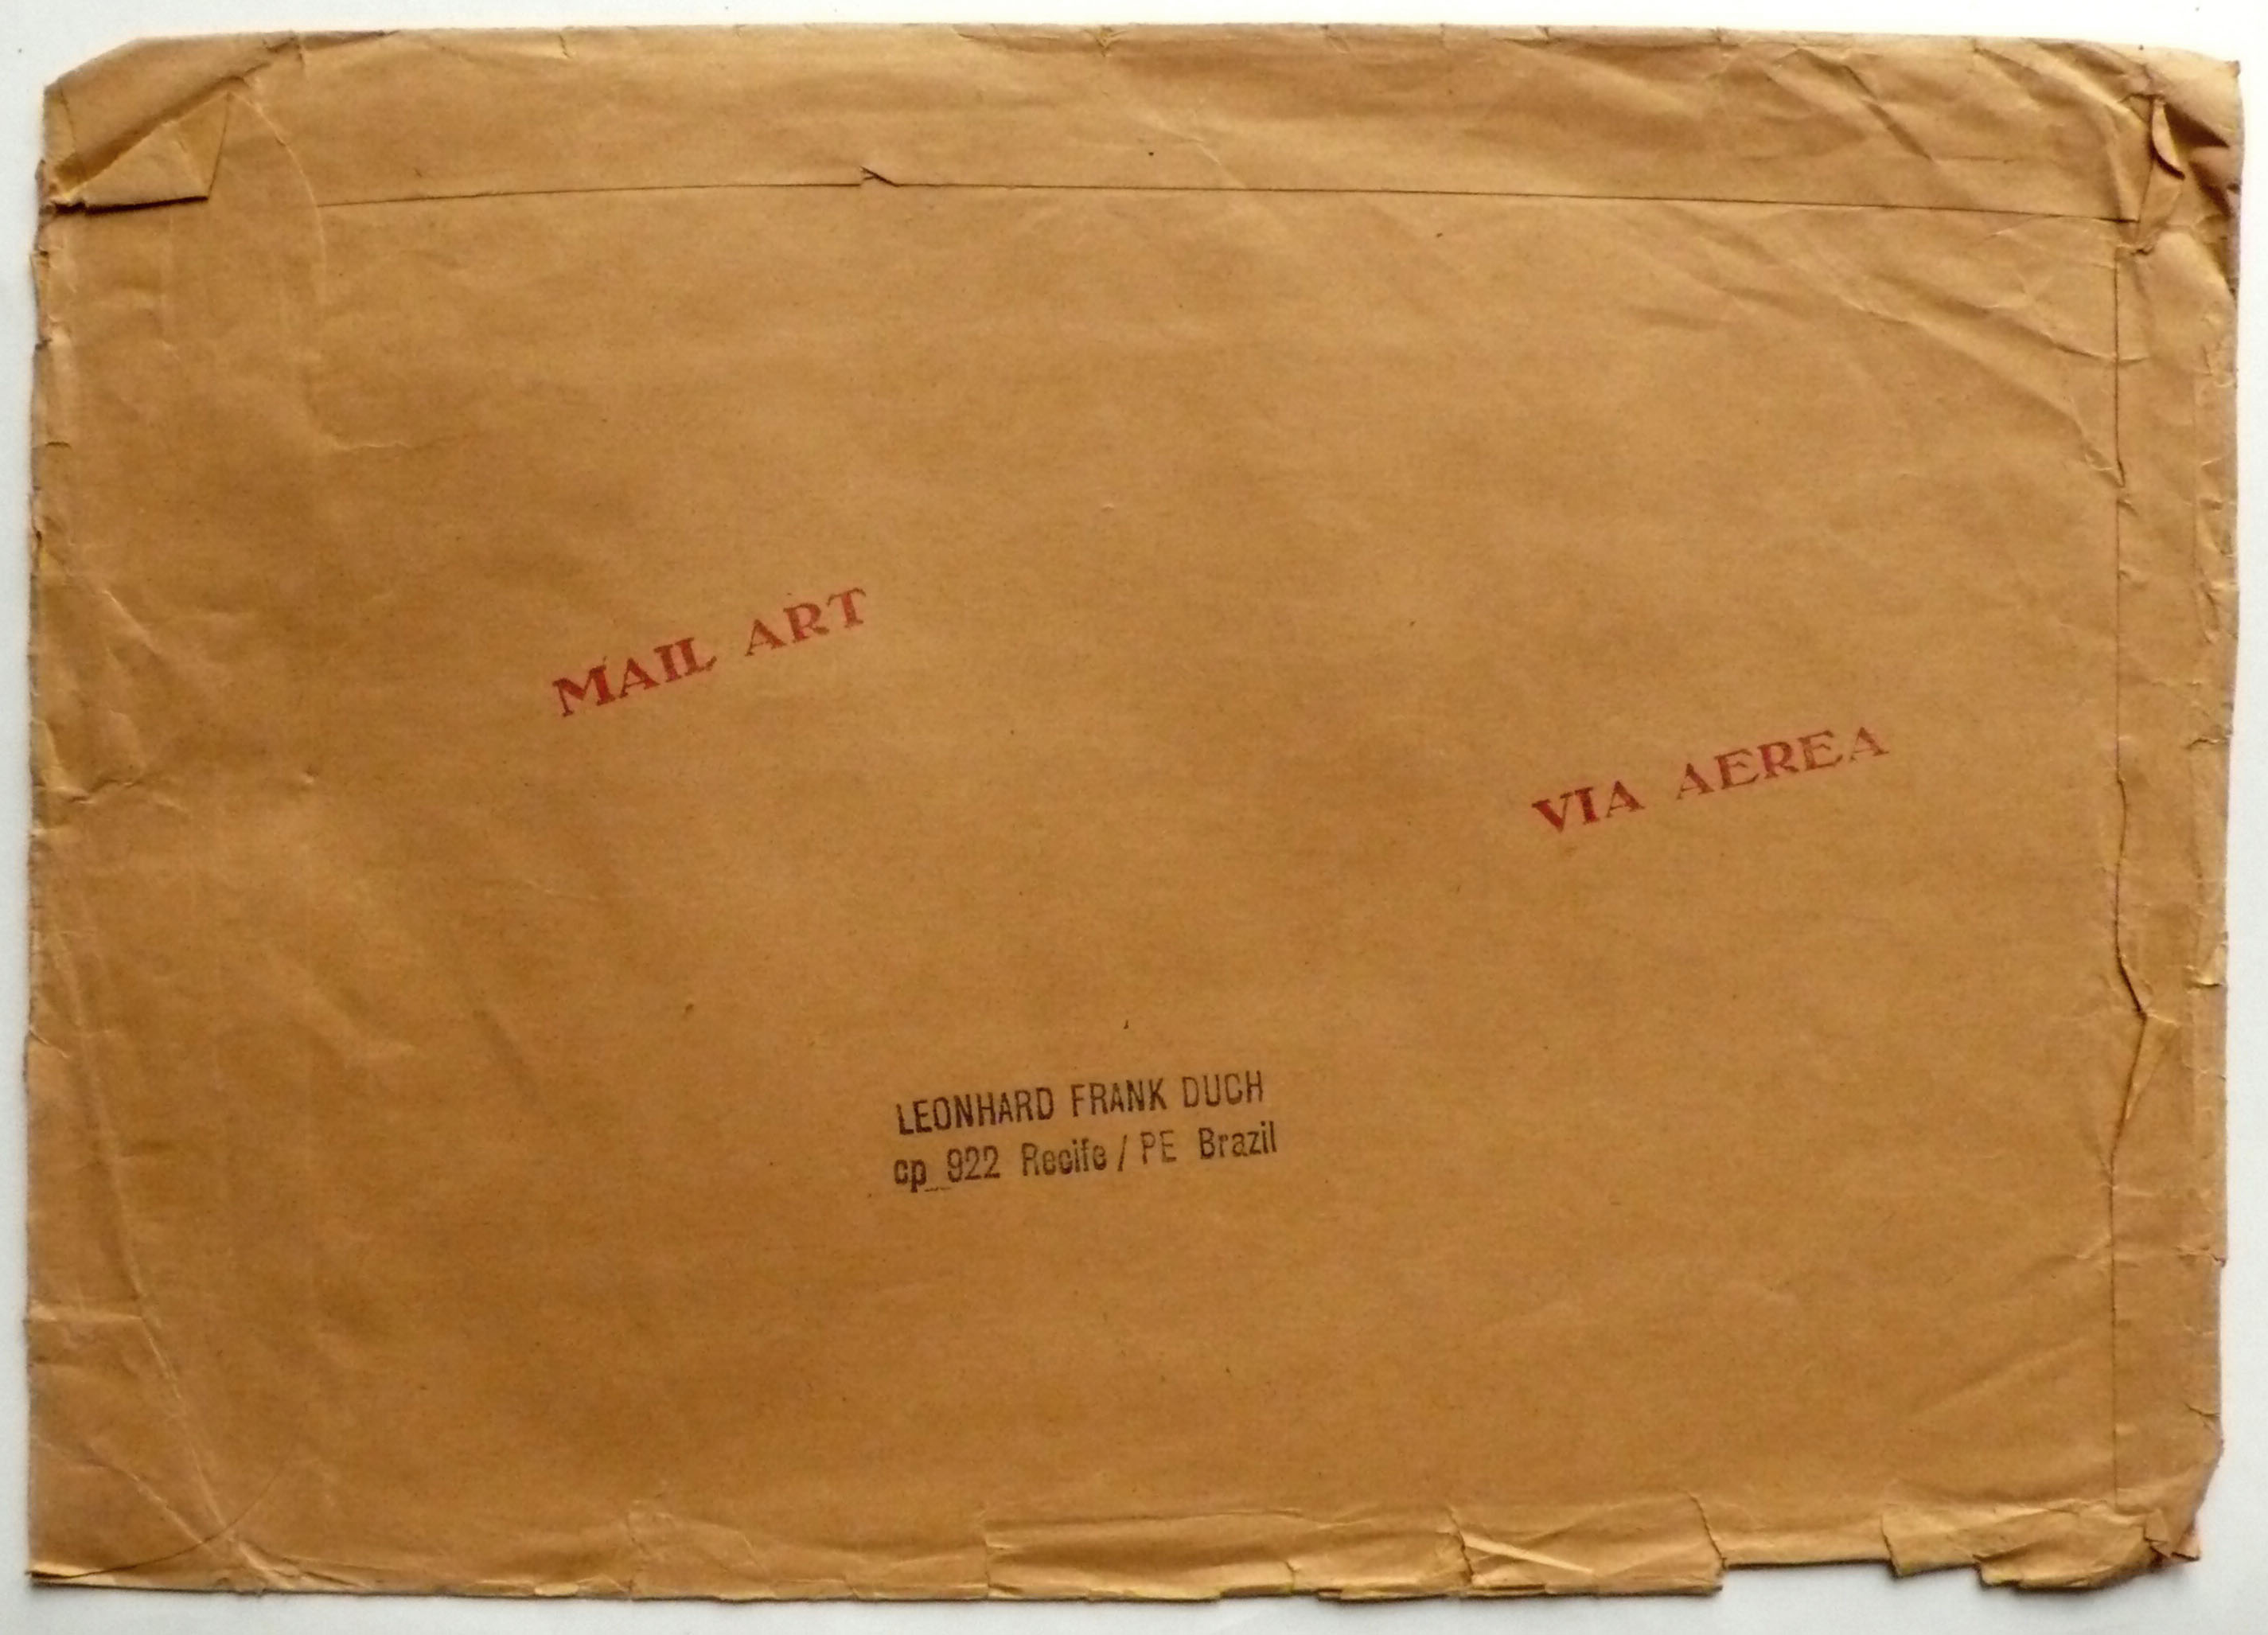 MAIL ART
VIA AEREA
LEONHARD FRANK DUCH
cp 922 Recife / PE Brazil